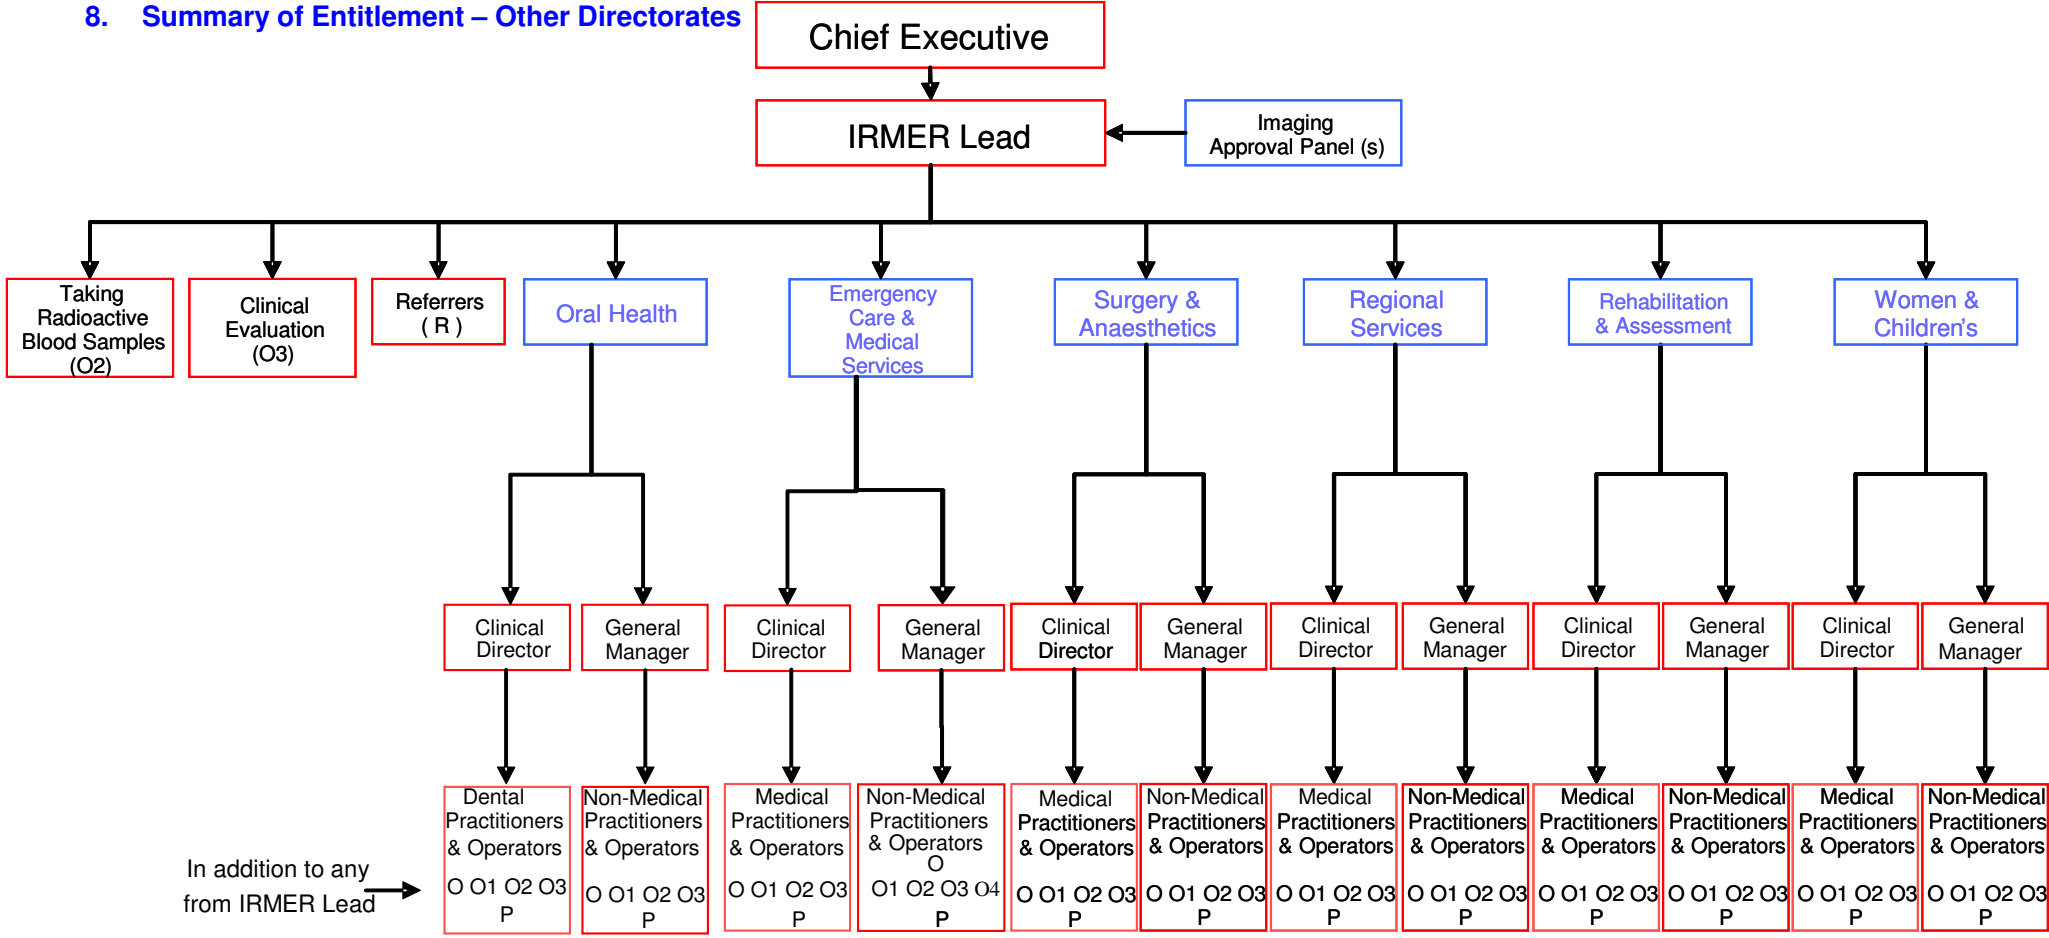 8. Summary of Entitlement – Other Directorates
Chief Executive
IRMER Lead
Imaging
Approval Panel (s)
Taking
Radioactive
Blood Samples
(O2)
Clinical
Evaluation
(O3)
Referrers
( R )
Oral Health
Emergency
Care &
Medical
Services
Surgery &
Anaesthetics
Regional
Services
Rehabilitation
& Assessment
Women &
Children's
Clinical
Director
General
Manager
Clinical
Director
General
Manager
Clinical
Director
General
Manager
Clinical
Director
General
Manager
Clinical
Director
General
Manager
Clinical
Director
General
Manager
In addition to any
from IRMER Lead
Dental
Practitioners
& Operators
O O1 O2 O3
P
Non-Medical
Practitioners
& Operators
O O1 O2 O3
P
Medical
Practitioners
& Operators
O O1 O2 O3
P
Non-Medical
Practitioners
& Operators
O
O1 O2 O3 O4
P
Medical
Practitioners
& Operators
O O1 O2 O3
P
Non-Medical
Practitioners
& Operators
O O1 O2 O3
P
Medical
Practitioners
& Operators
O O1 O2 O3
P
Non-Medical
Practitioners
& Operators
O O1 O2 O3
P
Medical
Practitioners
& Operators
O O1 O2 O3
P
Non-Medical
Practitioners
& Operators
O O1 O2 O3
P
Medical
Practitioners
& Operators
O O1 O2 O3
P
Non-Medical
Practitioners
& Operators
O O1 O2 O3
P